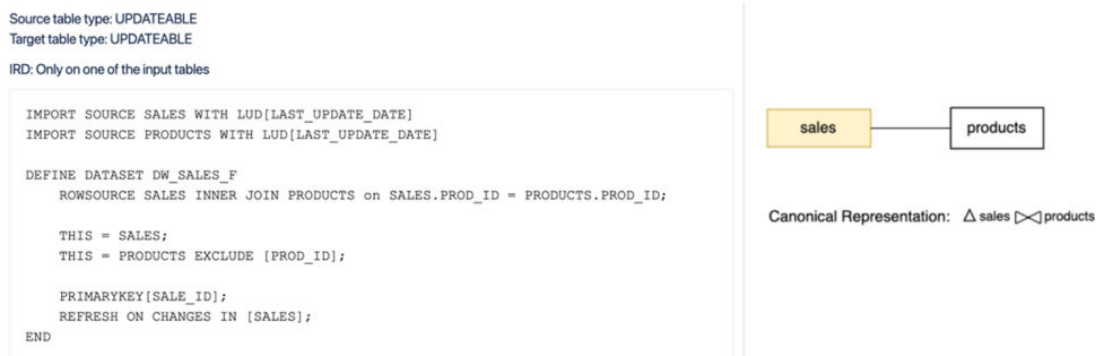 Source table type: UPDATEABLE
Target table type: UPDATEABLE
IRD: Only on one of the input tables
IMPORT SOURCE SALES WITH LUD[LAST_UPDATE_DATE]
IMPORT SOURCE PRODUCTS WITH LUD[LAST_UPDATE_DATE]
DEFINE DATASET DW_SALES_F
ROWSOURCE SALES INNER JOIN PRODUCTS on SALES.PROD_ID = PRODUCTS.PROD_ID;
THIS = SALES;
THIS = PRODUCTS EXCLUDE [PROD_ID];
PRIMARYKEY[SALE_ID];
REFRESH ON CHANGES IN [SALES];
END
sales
products
Canonical Representation: Δ sales ⋈ products